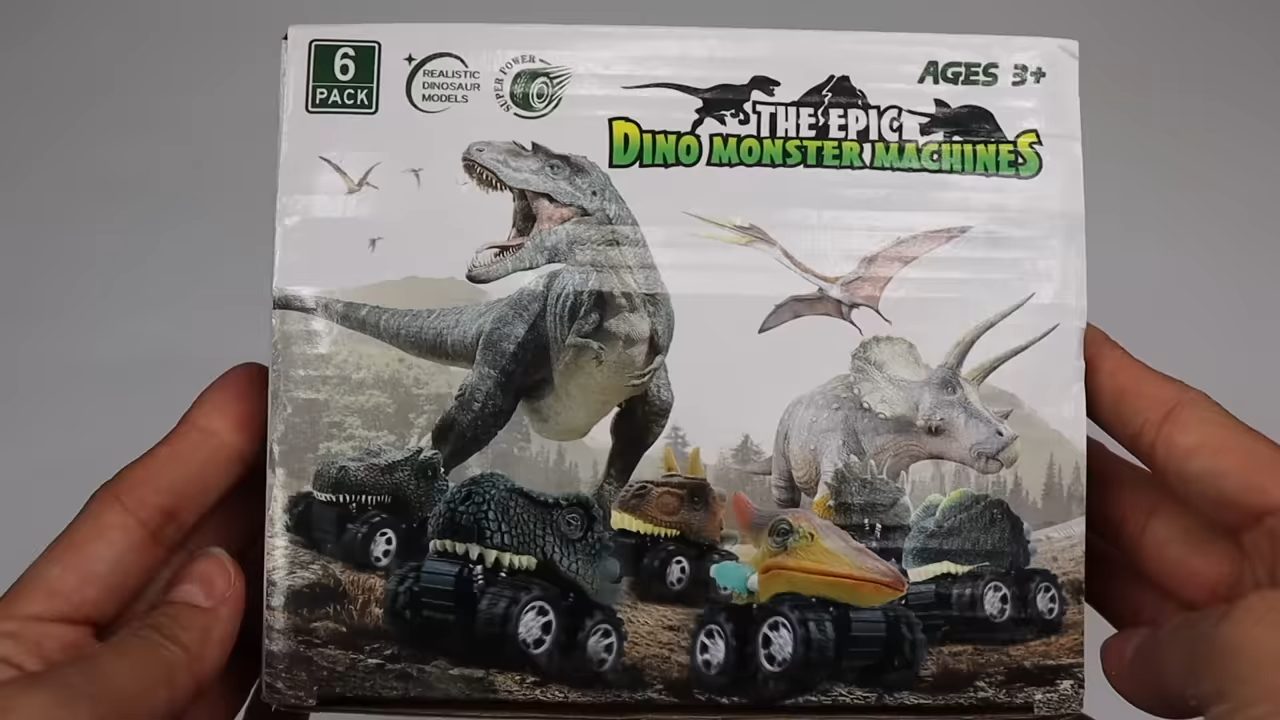 6
PACK
REALISTIC
DINOSAUR
MODELS
SUPER POWER
AGES 3+
THE EPIC
DINO MONSTER MACHINES